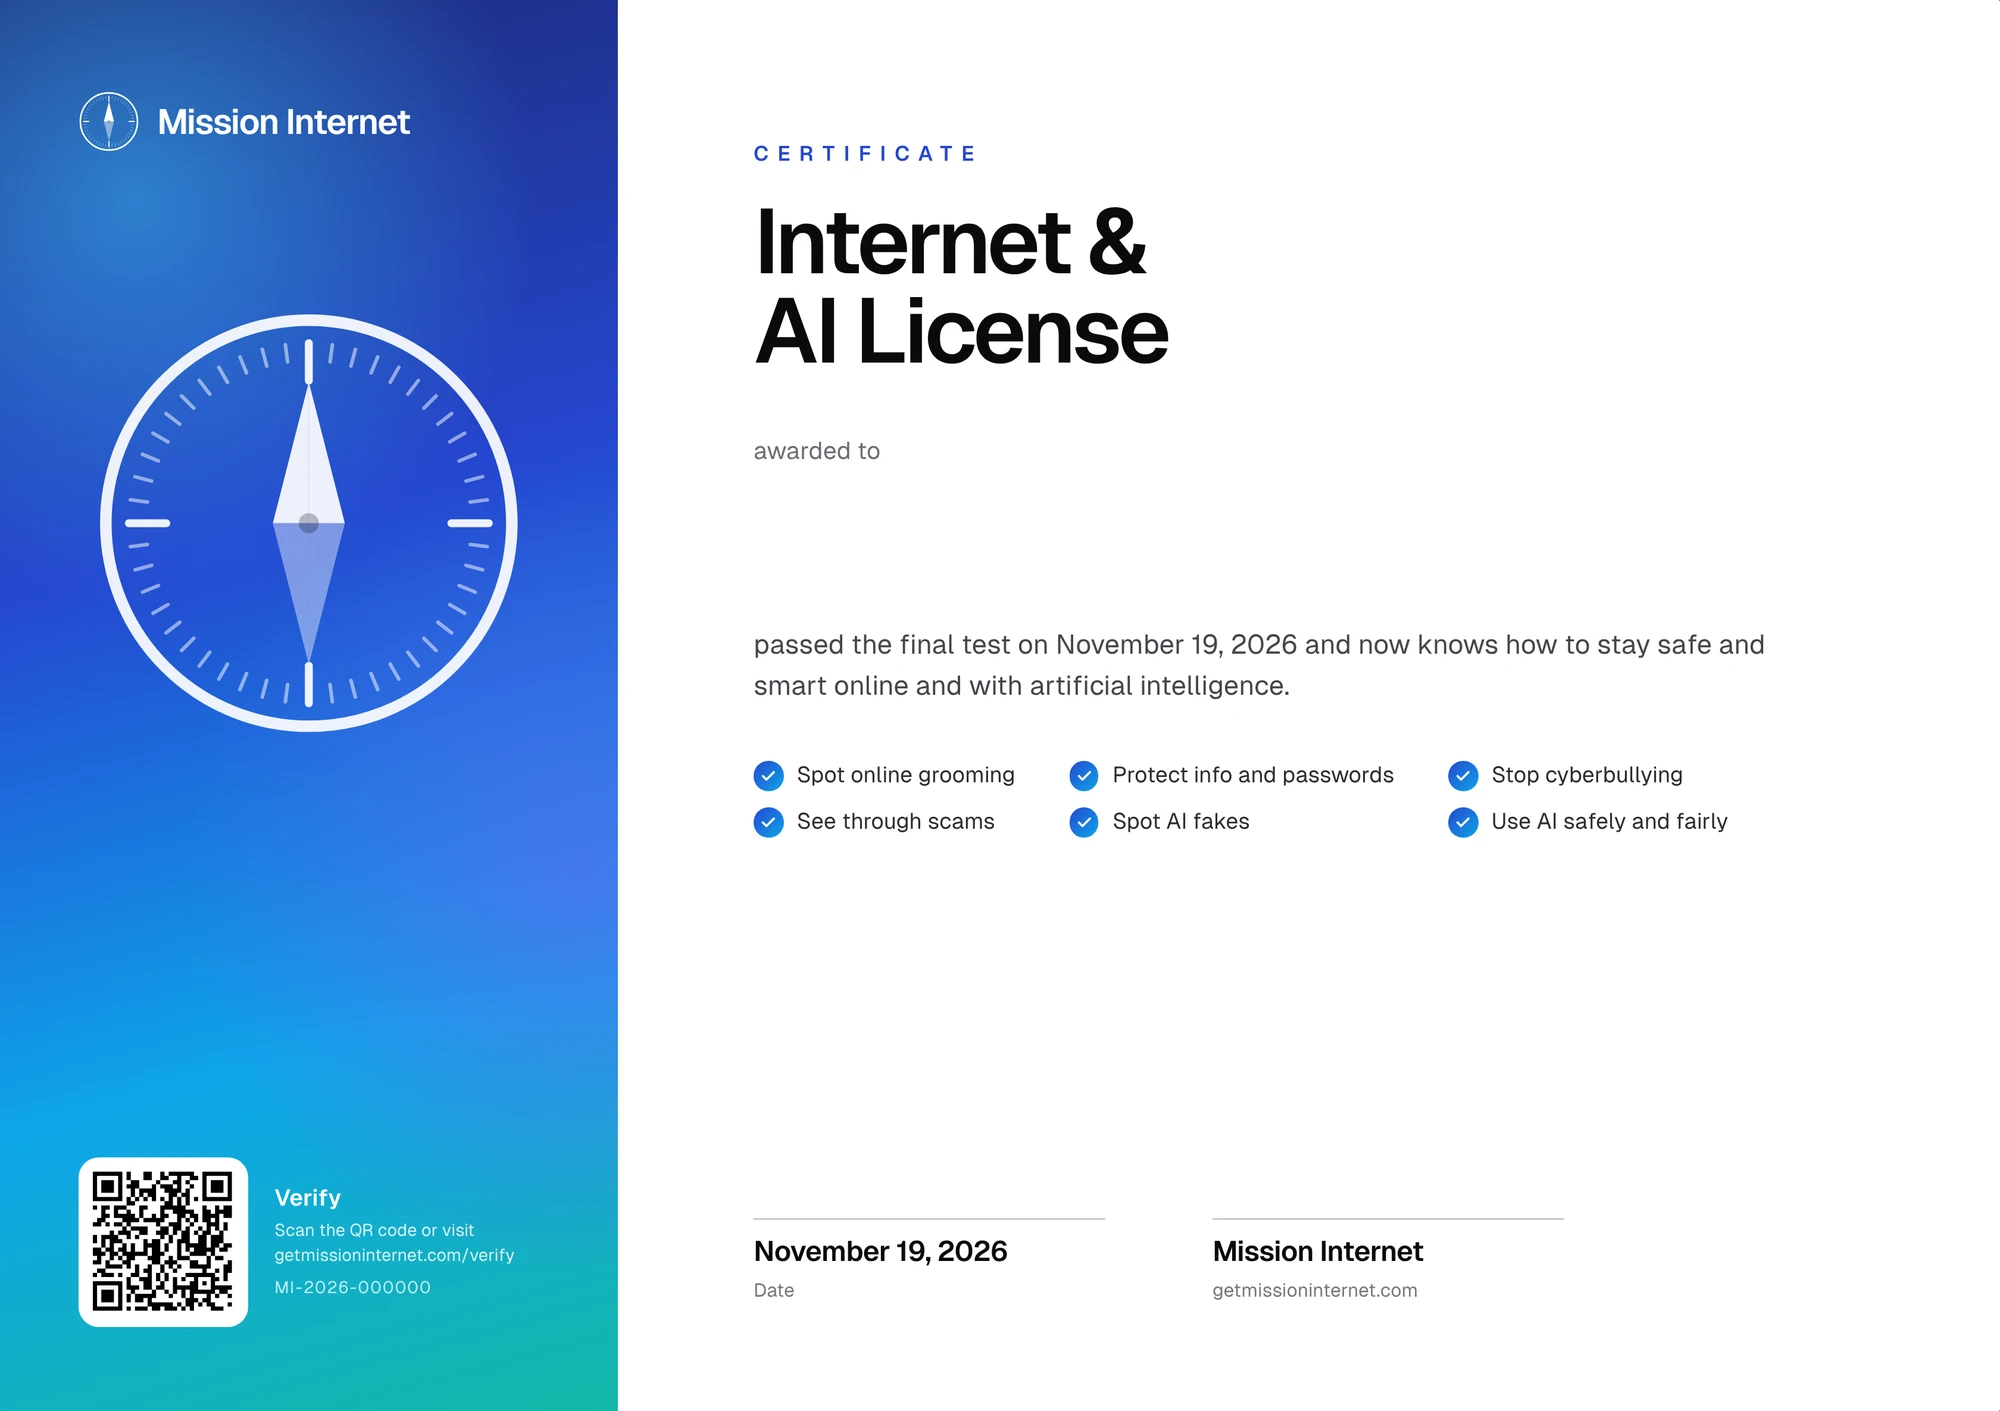 Mission Internet
CERTIFICATE
Internet &
AI License
awarded to
passed the final test on November 19, 2026 and now knows how to stay safe and
smart online and with artificial intelligence.
Spot online grooming
Protect info and passwords
Stop cyberbullying
See through scams
Spot AI fakes
Use AI safely and fairly
Verify
Scan the QR code or visit
getmissioninternet.com/verify
MI-2026-000000
November 19, 2026
Date
Mission Internet
getmissioninternet.com